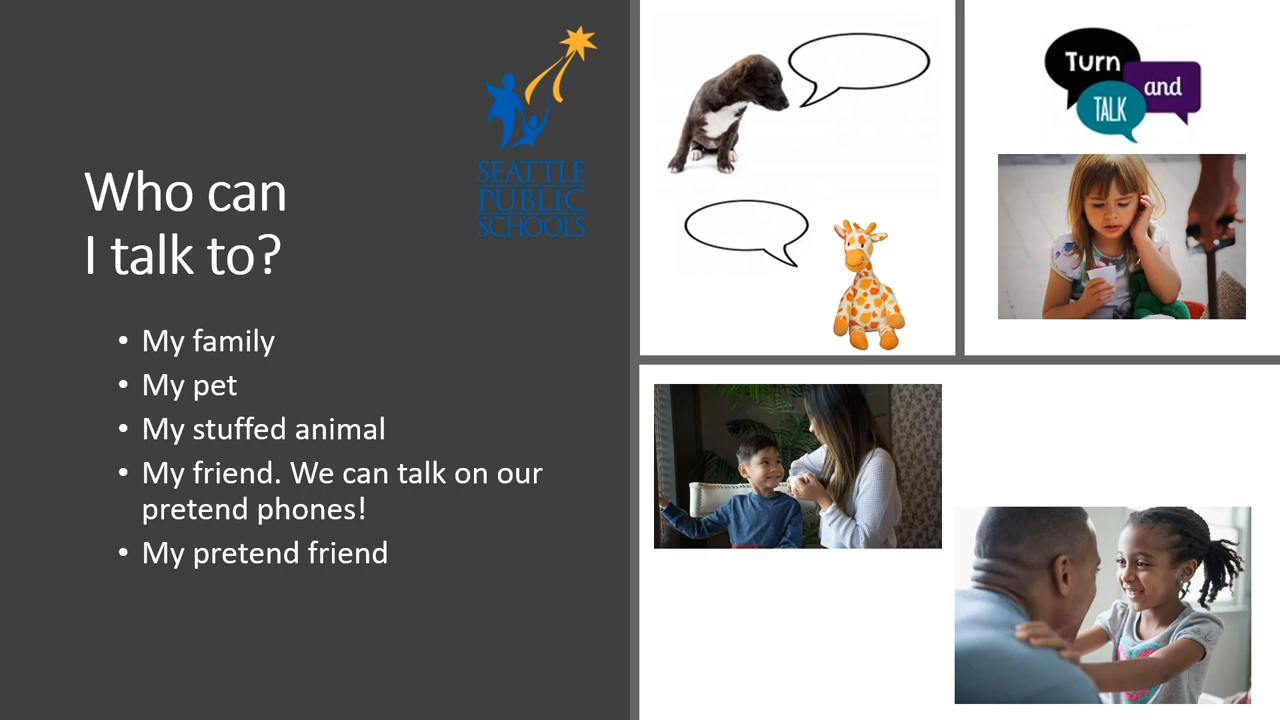 Who can
I talk to?
SEATTLE
PUBLIC
SCHOOLS
• My family
• My pet
• My stuffed animal
• My friend. We can talk on our
pretend phones!
• My pretend friend
Turn
and
TALK